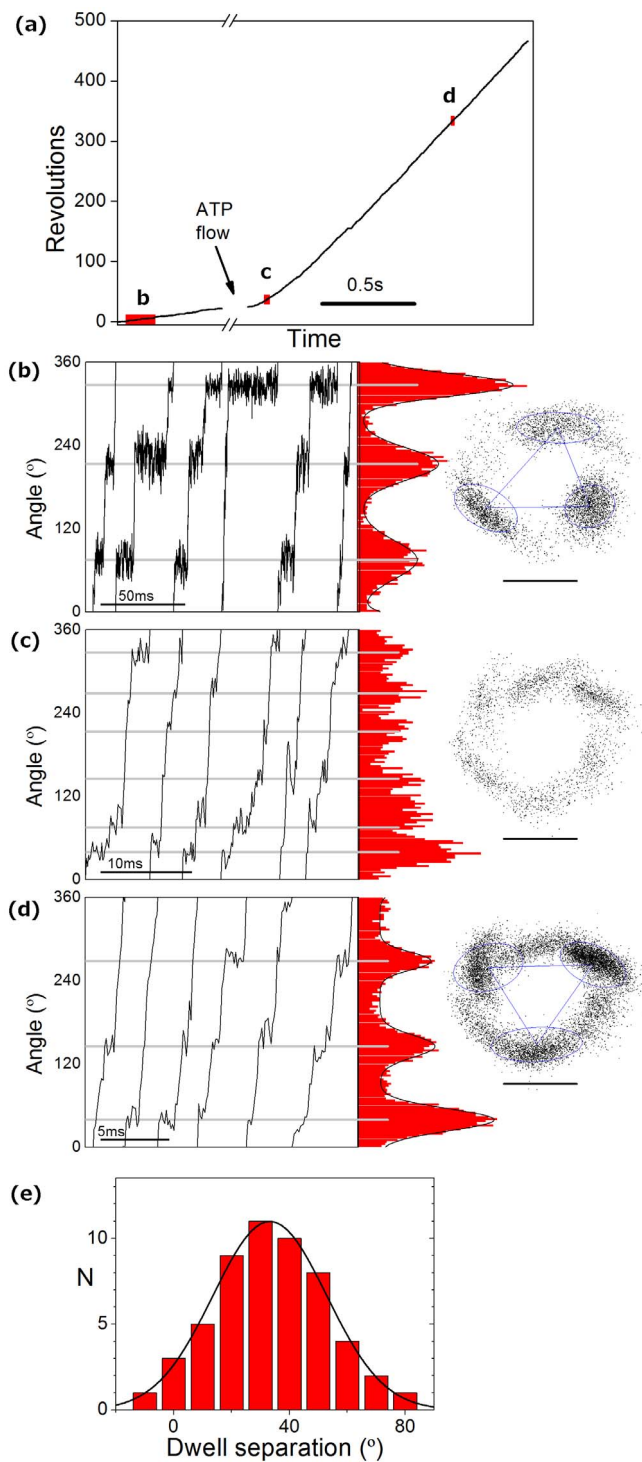 (a)
500
400
300
200
100
0
Revolutions
//
ATP
flow
b
c
d
0.5s
//
Time
(b)
360
240
120
0
Angle (º)
50ms
(c)
360
240
120
0
Angle (º)
10ms
(d)
360
240
120
0
Angle (º)
5ms
(e)
10
5
0
N
0 40 80
Dwell separation (º)